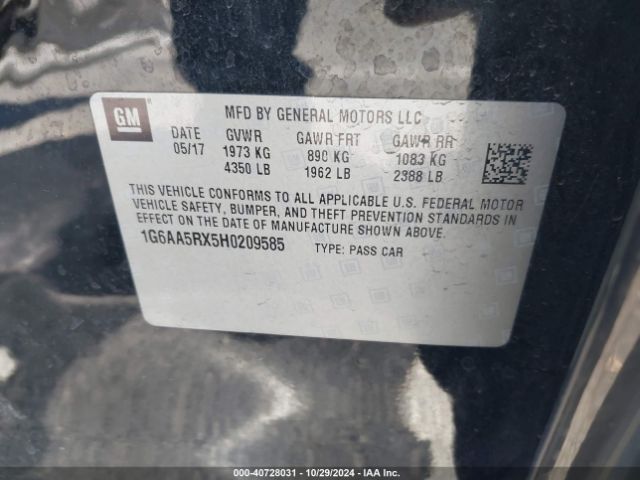 GM
MFD BY GENERAL MOTORS LLC
DATE GVWR GAWR FRT GAWR RR
05/17 1973 KG 890 KG 1083 KG
4350 LB 1962 LB 2388 LB
THIS VEHICLE CONFORMS TO ALL APPLICABLE U.S. FEDERAL MOTOR
VEHICLE SAFETY, BUMPER, AND THEFT PREVENTION STANDARDS IN
EFFECT ON THE DATE OF MANUFACTURE SHOWN ABOVE.
1G6AA5RX5H0209585 TYPE: PASS CAR
000-40728031 - 10/29/2024 - IAA Inc.